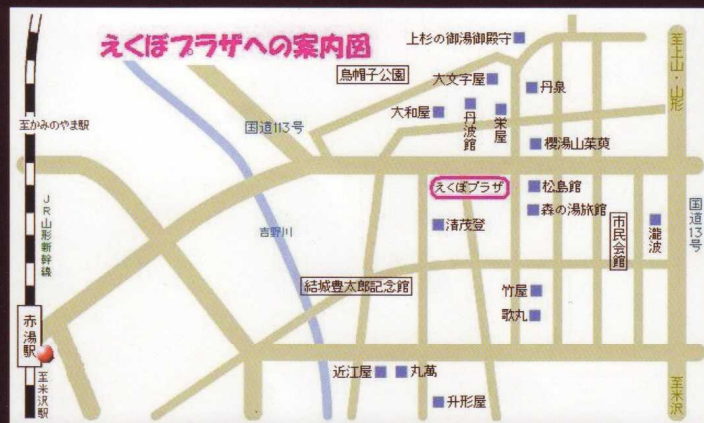 えくぼプラザへの案内図
上杉の御湯御殿守
至上山・山形
烏帽子公園
大文字屋
丹泉
至かみのやま駅
国道113号
大和屋
丹波館
栄屋
櫻湯山茱萸
JR山形新幹線
えくぼプラザ
松島館
森の湯旅館
吉野川
清茂登
市民会館
瀧波
国道13号
結城豊太郎記念館
竹屋
歌丸
赤湯駅
至米沢駅
近江屋
丸萬
至米沢
升形屋